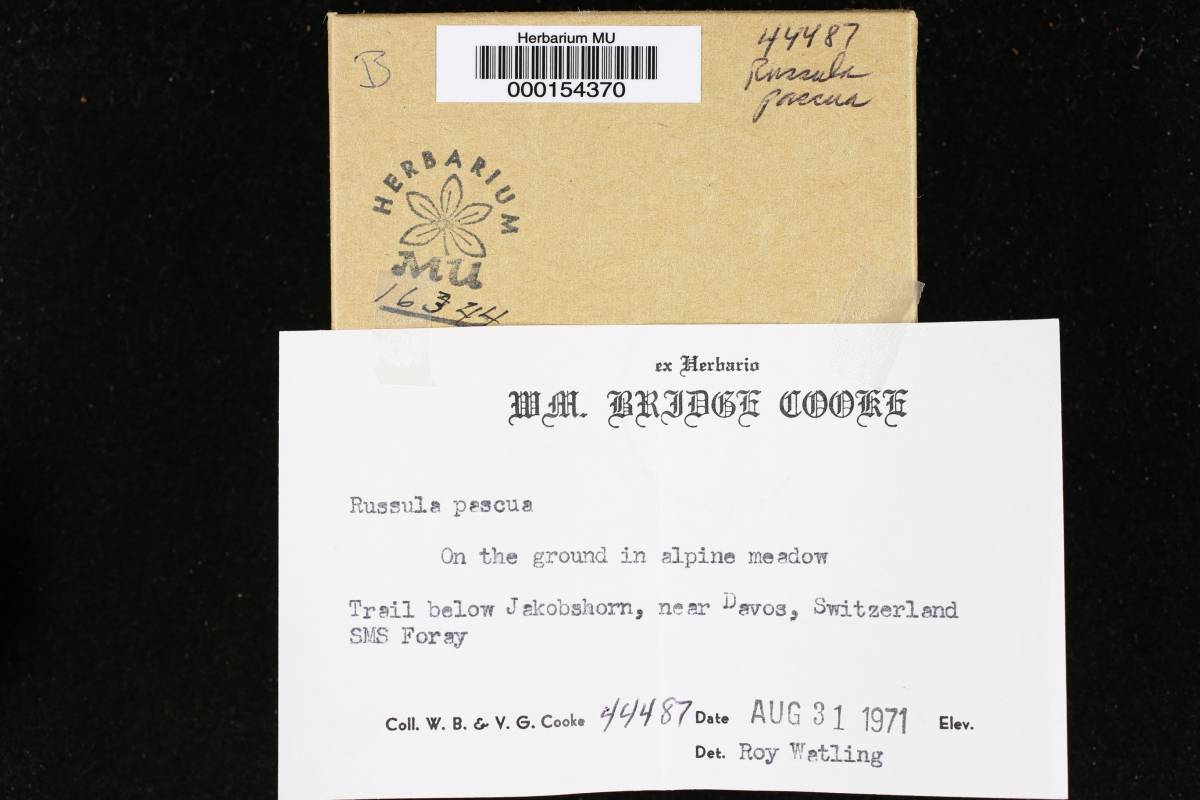 B
Herbarium MU
000154370
44487
Russula
pascua
HERBARIUM
MU
16344
ex Herbario
WM. BRIDGE COOKE
Russula pascua
On the ground in alpine meadow
Trail below Jakobshorn, near Davos, Switzerland
SMS Foray
Coll. W. B. & V. G. Cooke 44487 Date AUG 31 1971 Elev.
Det. Roy Watling